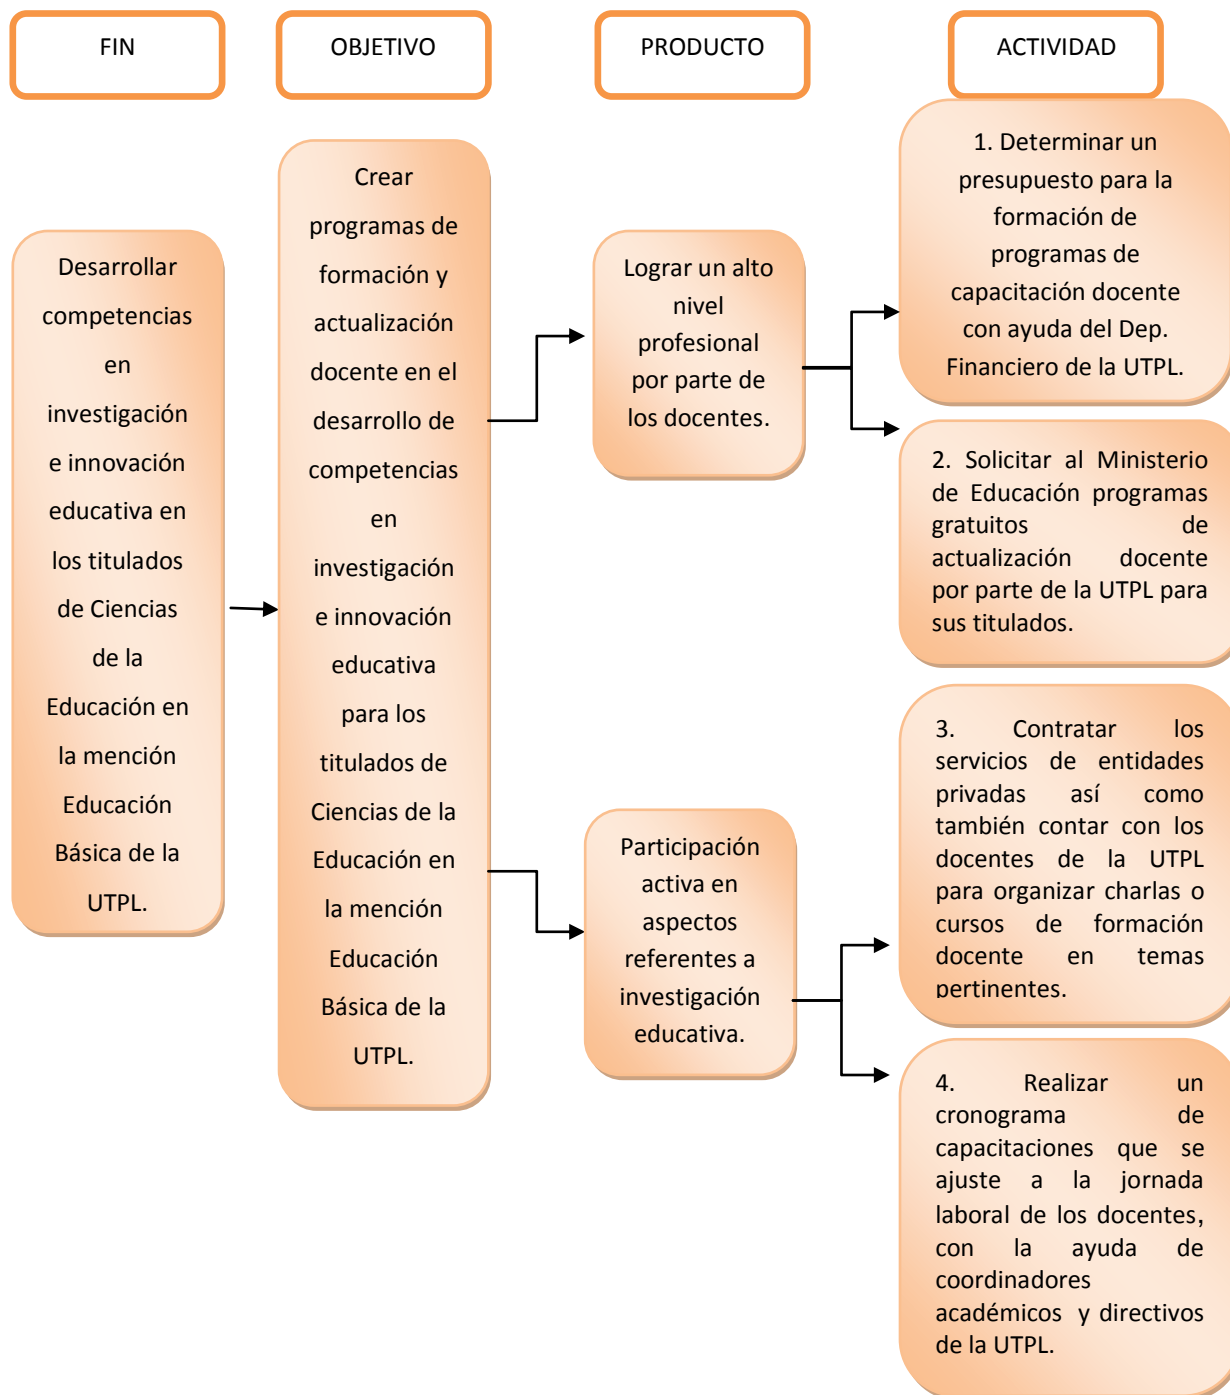 FIN
OBJETIVO
PRODUCTO
ACTIVIDAD
Desarrollar
competencias
en
investigación
e innovación
educativa en
los titulados
de Ciencias
de la
Educación en
la mención
Educación
Básica de la
UTPL.
Crear
programas de
formación y
actualización
docente en el
desarrollo de
competencias
en
investigación
e innovación
educativa
para los
titulados de
Ciencias de la
Educación en
la mención
Educación
Básica de la
UTPL.
Lograr un alto
nivel
profesional
por parte de
los docentes.
Participación
activa en
aspectos
referentes a
investigación
educativa.
1. Determinar un
presupuesto para la
formación de
programas de
capacitación docente
con ayuda del Dep.
Financiero de la UTPL.
2. Solicitar al Ministerio
de Educación programas
gratuitos de
actualización docente
por parte de la UTPL para
sus titulados.
3. Contratar los
servicios de entidades
privadas así como
también contar con los
docentes de la UTPL
para organizar charlas o
cursos de formación
docente en temas
pertinentes.
4. Realizar un
cronograma de
capacitaciones que se
ajuste a la jornada
laboral de los docentes,
con la ayuda de
coordinadores
académicos y directivos
de la UTPL.